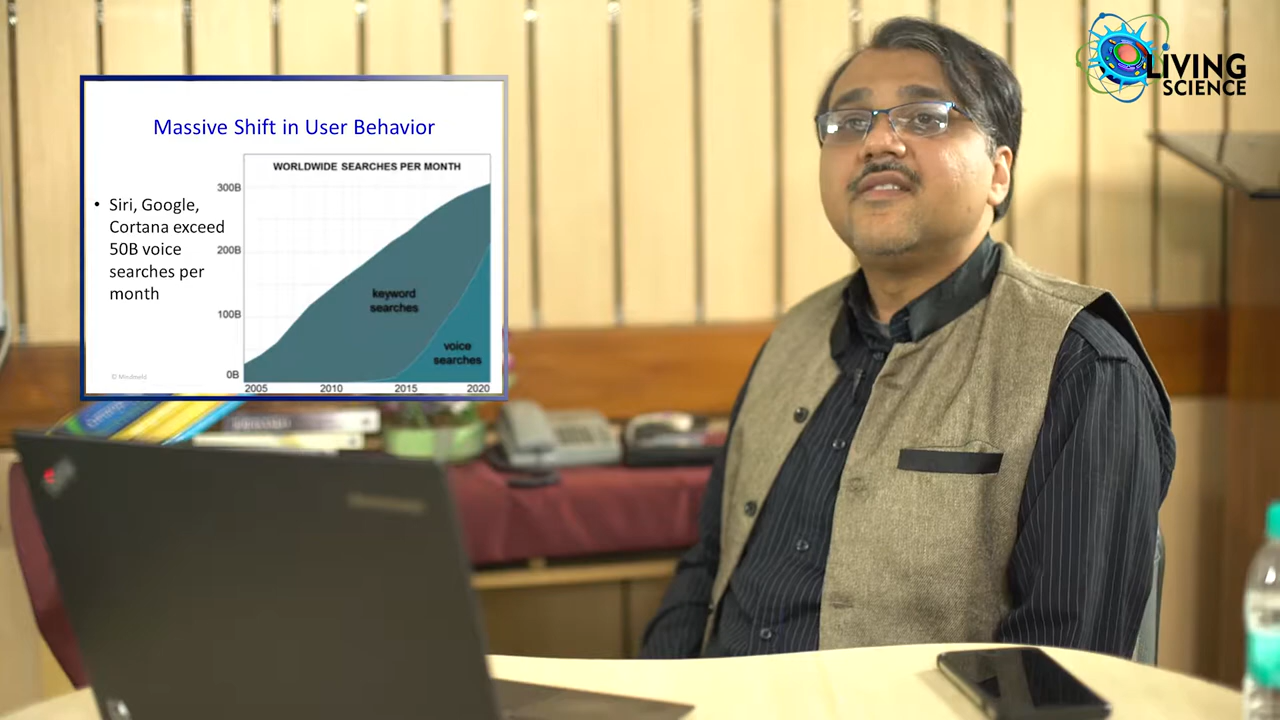 LIVING
SCIENCE
Massive Shift in User Behavior
• Siri, Google,
Cortana exceed
50B voice
searches per
month
WORLDWIDE SEARCHES PER MONTH
300B
200B
100B
0B
keyword
searches
voice
searches
2005 2010 2015 2020